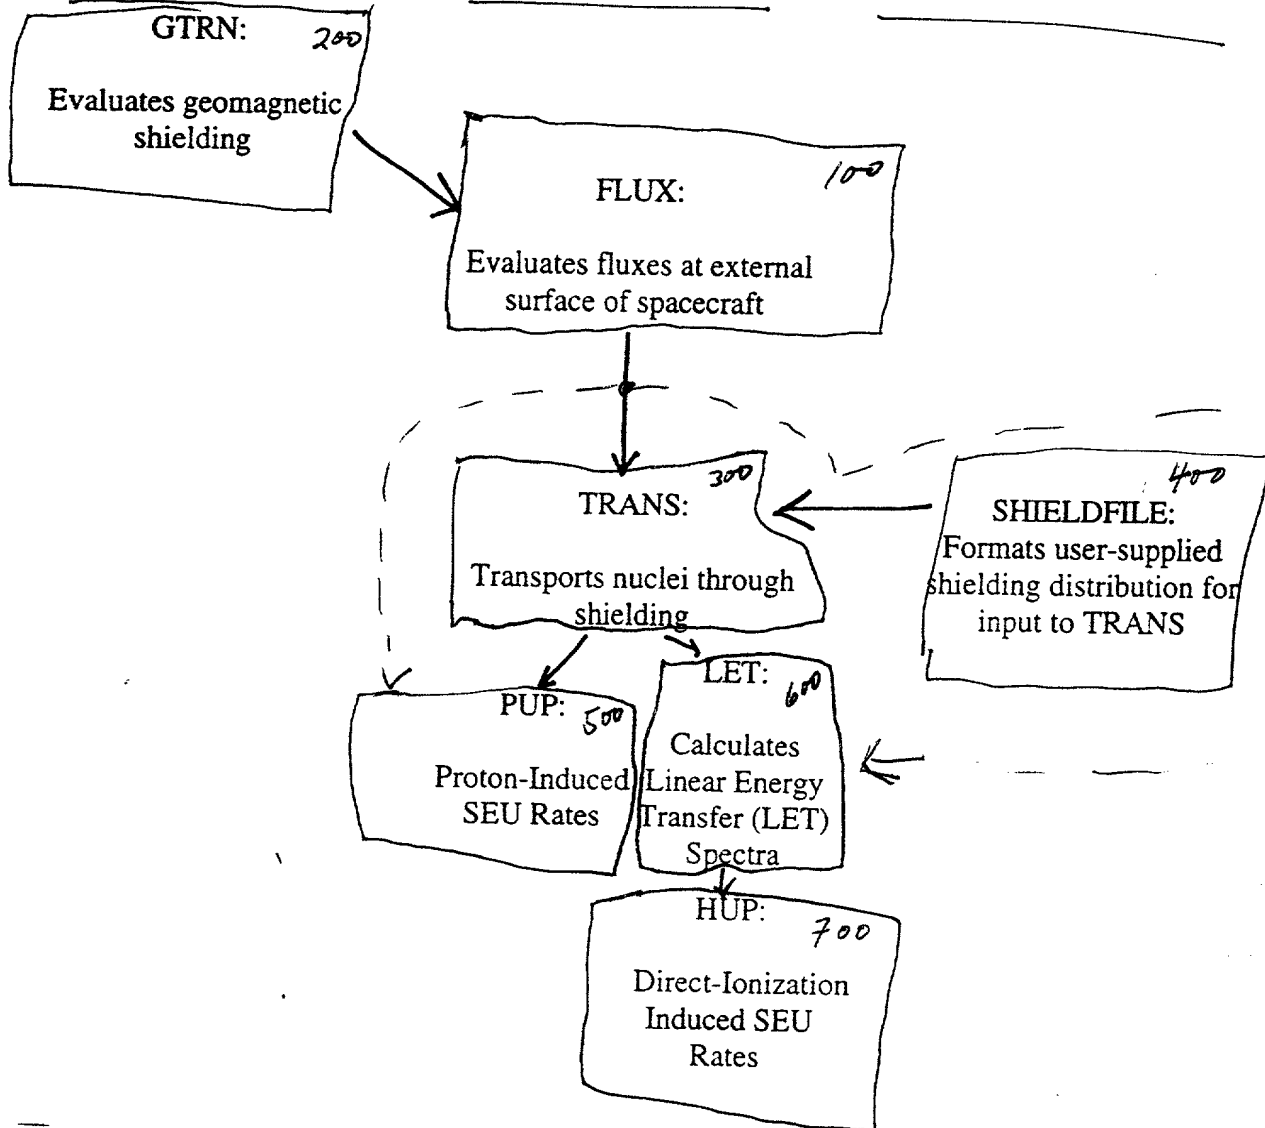 GTRN: 200
Evaluates geomagnetic
shielding
FLUX: 100
Evaluates fluxes at external
surface of spacecraft
TRANS: 300
Transports nuclei through
shielding
SHIELDFILE: 400
Formats user-supplied
shielding distribution for
input to TRANS
PUP: 500
Proton-Induced
SEU Rates
LET: 600
Calculates
Linear Energy
Transfer (LET)
Spectra
HUP: 700
Direct-Ionization
Induced SEU
Rates